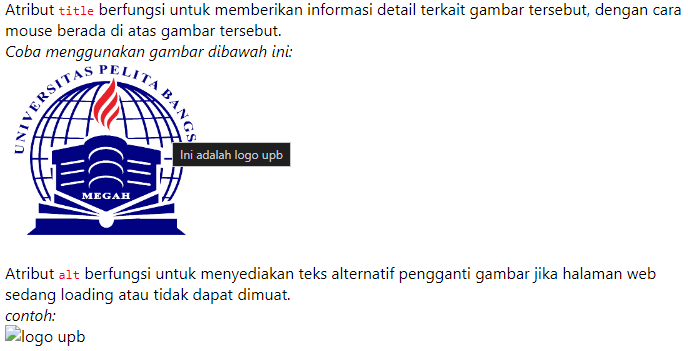 Atribut title berfungsi untuk memberikan informasi detail terkait gambar tersebut, dengan cara
mouse berada di atas gambar tersebut.
Coba menggunakan gambar dibawah ini:
UNIVERSITAS PELITA BANGS
Ini adalah logo upb
MEGAH
Atribut alt berfungsi untuk menyediakan teks alternatif pengganti gambar jika halaman web
sedang loading atau tidak dapat dimuat.
contoh:
logo upb